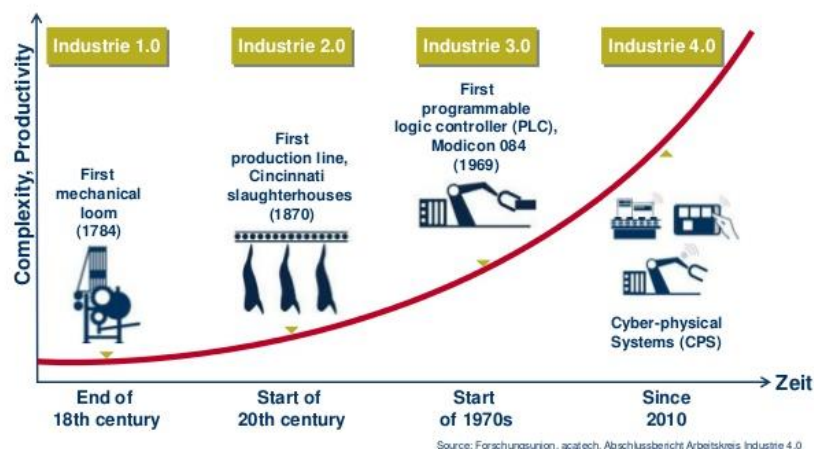 Industrie 1.0
Industrie 2.0
Industrie 3.0
Industrie 4.0
Complexity, Productivity
First
mechanical
loom
(1784)
First
production line,
Cincinnati
slaughterhouses
(1870)
First
programmable
logic controller (PLC),
Modicon 084
(1969)
Cyber-physical
Systems (CPS)
Zeit
End of
18th century
Start of
20th century
Start
of 1970s
Since
2010
Source: Forschungsunion, acatech, Abschlussbericht Arbeitskreis Industrie 4.0